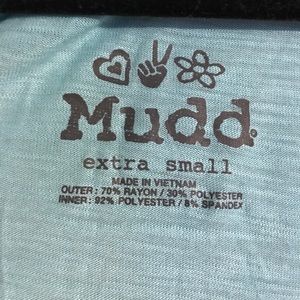 Mudd.
extra small
MADE IN VIETNAM
OUTER: 70% RAYON / 30% POLYESTER
INNER: 92% POLYESTER / 8% SPANDEX